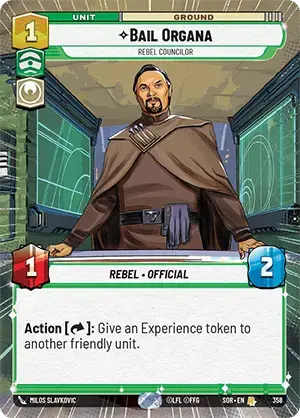 UNIT
GROUND
1
✧BAIL ORGANA
REBEL COUNCILOR
1
REBEL • OFFICIAL
2
Action [⮫]: Give an Experience token to
another friendly unit.
MILOS SLAVKOVIC
©LFL ©FFG
SOR • EN
358